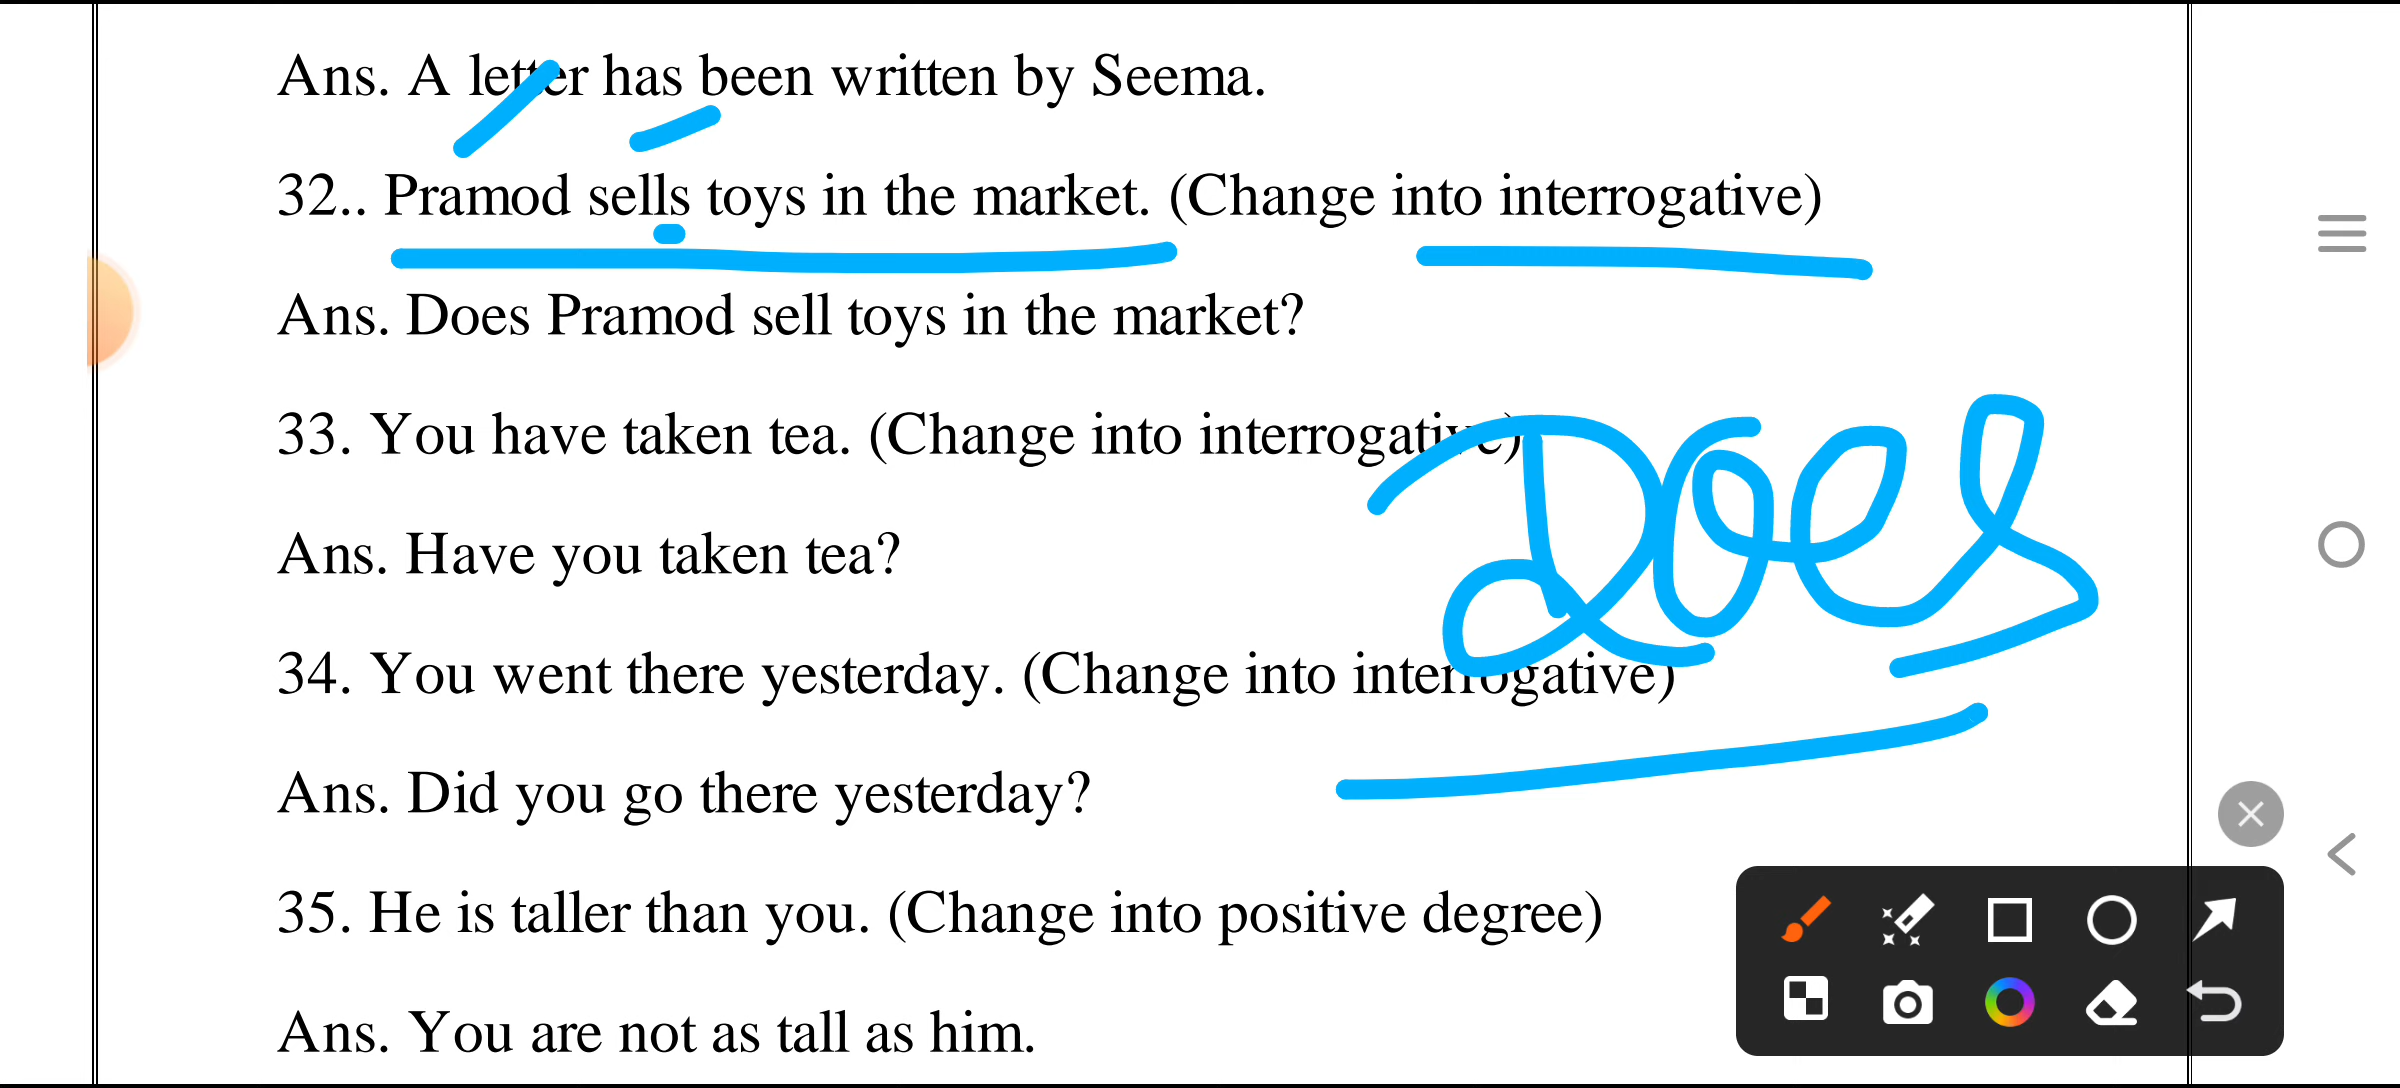 Ans. A letter has been written by Seema.
32.. Pramod sells toys in the market. (Change into interrogative)
Ans. Does Pramod sell toys in the market?
33. You have taken tea. (Change into interrogative)
Does
Ans. Have you taken tea?
34. You went there yesterday. (Change into interrogative)
Ans. Did you go there yesterday?
35. He is taller than you. (Change into positive degree)
Ans. You are not as tall as him.